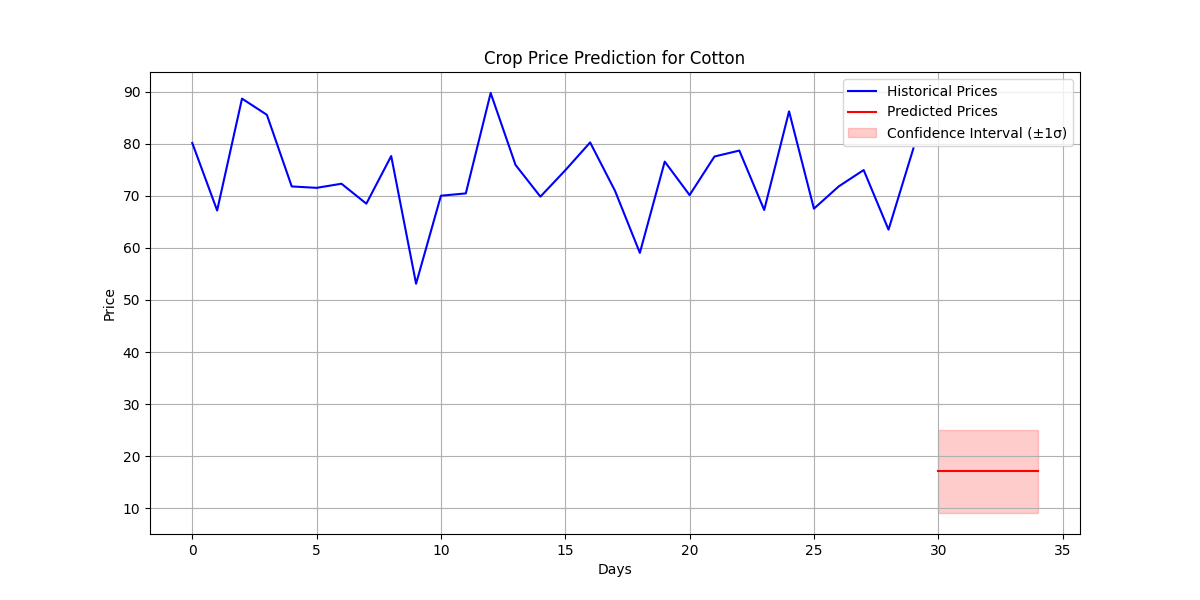 Crop Price Prediction for Cotton
Historical Prices
Predicted Prices
Confidence Interval (±1σ)
Price
90
80
70
60
50
40
30
20
10
0 5 10 15 20 25 30 35
Days